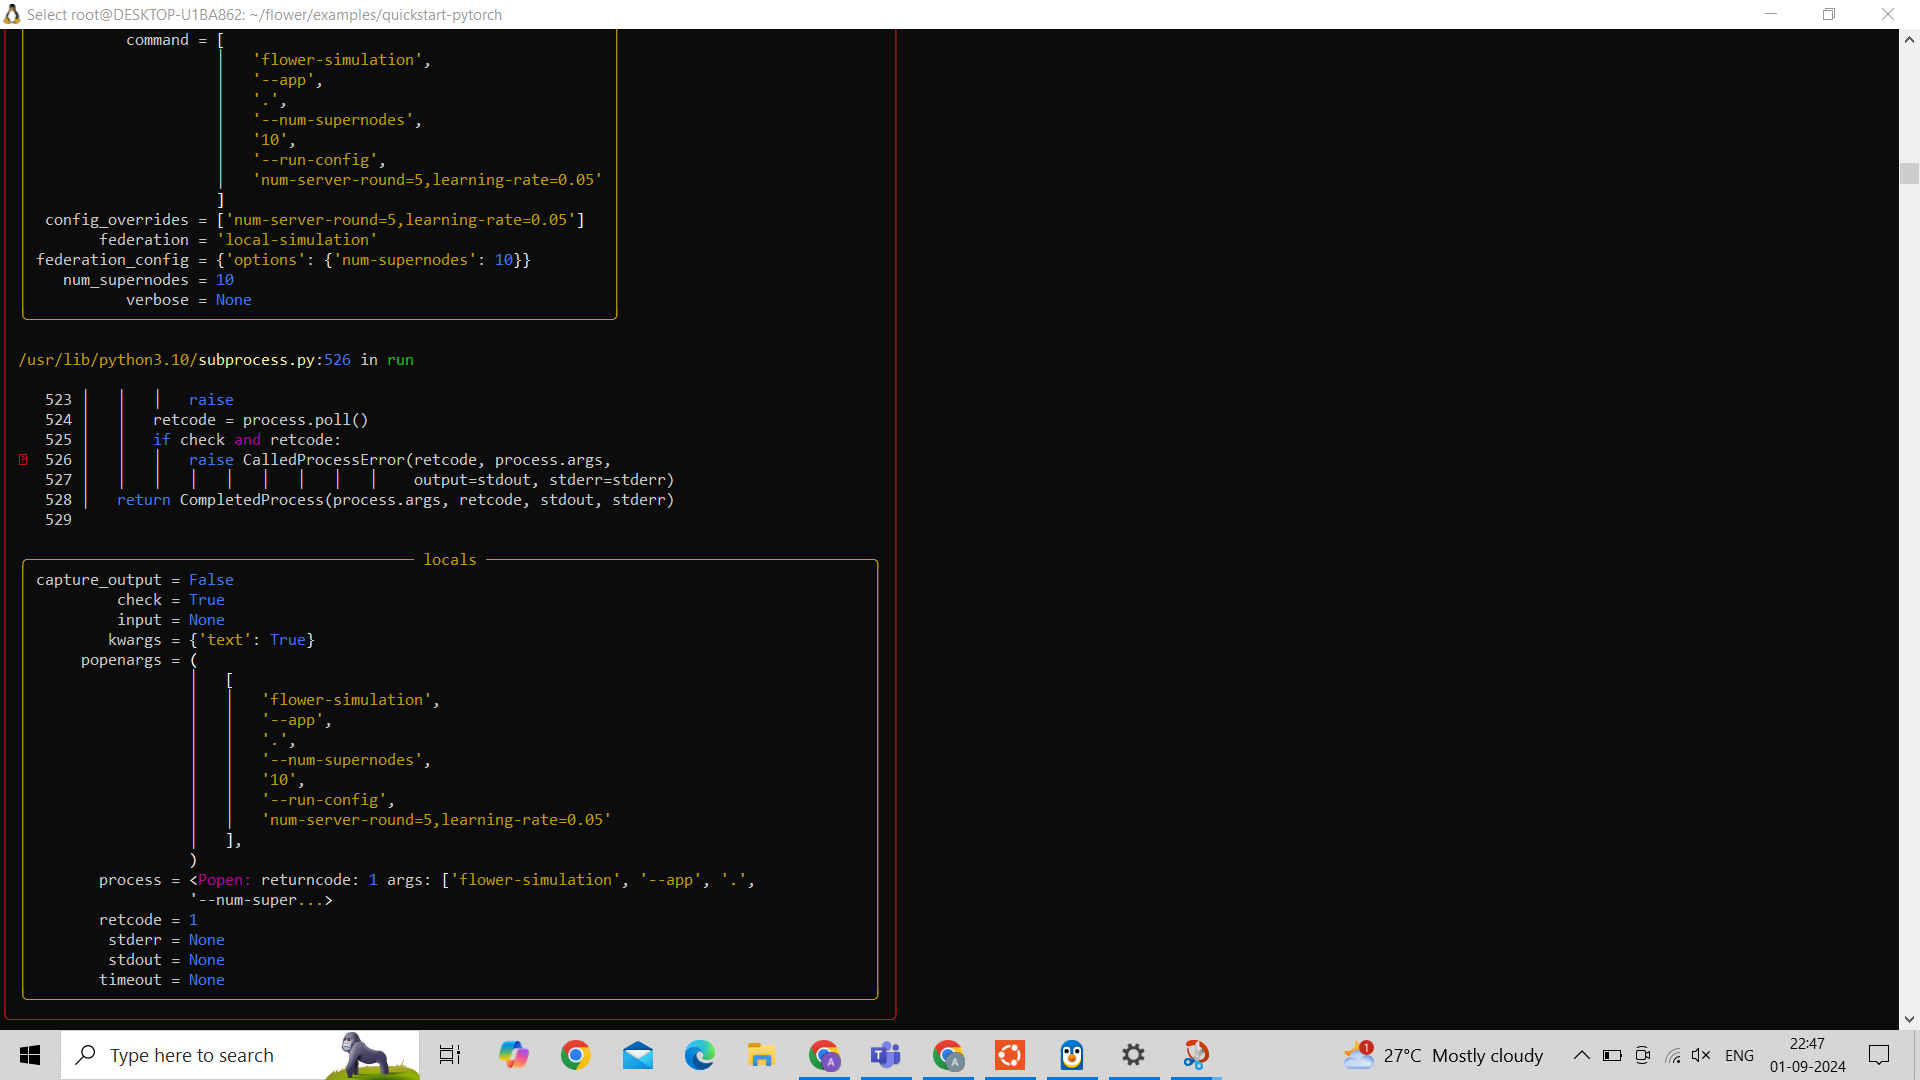 Select root@DESKTOP-U1BA862: ~/flower/examples/quickstart-pytorch
command = [
'flower-simulation',
'--app',
'.',
'--num-supernodes',
'10',
'--run-config',
'num-server-round=5,learning-rate=0.05'
]
config_overrides = ['num-server-round=5,learning-rate=0.05']
federation = 'local-simulation'
federation_config = {'options': {'num-supernodes': 10}}
num_supernodes = 10
verbose = None
/usr/lib/python3.10/subprocess.py:526 in run
523 raise
524 retcode = process.poll()
525 if check and retcode:
526 raise CalledProcessError(retcode, process.args,
527 output=stdout, stderr=stderr)
528 return CompletedProcess(process.args, retcode, stdout, stderr)
529
locals
capture_output = False
check = True
input = None
kwargs = {'text': True}
popenargs = (
[
'flower-simulation',
'--app',
'.',
'--num-supernodes',
'10',
'--run-config',
'num-server-round=5,learning-rate=0.05'
],
)
process = <Popen: returncode: 1 args: ['flower-simulation', '--app', '.',
'--num-super...>
retcode = 1
stderr = None
stdout = None
timeout = None
Type here to search
A
A
1
27°C Mostly cloudy
ENG
22:47
01-09-2024